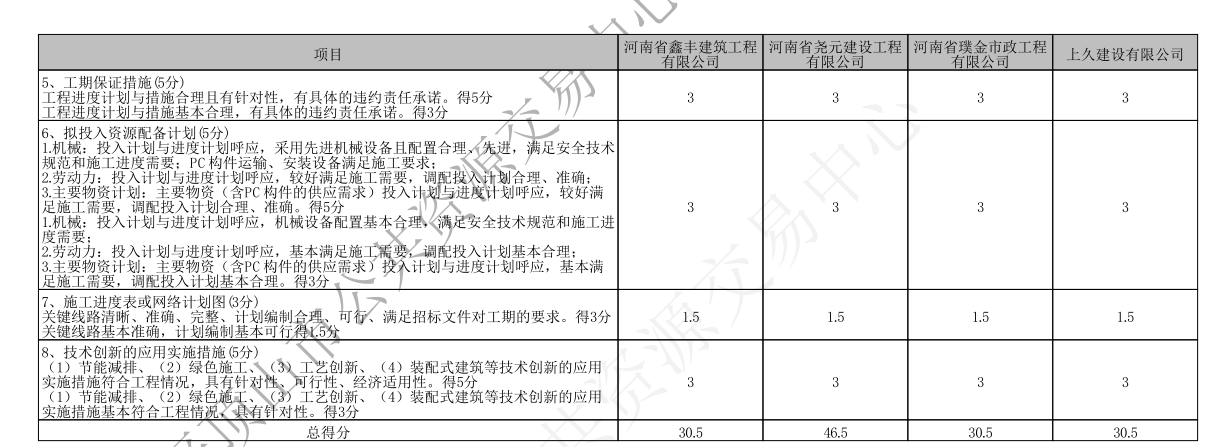 项目
河南省鑫丰建筑工程
有限公司
河南省尧元建设工程
有限公司
河南省璞金市政工程
有限公司
上久建设有限公司
5、工期保证措施(5分)
工程进度计划与措施合理且有针对性，有具体的违约责任承诺。得5分
工程进度计划与措施基本合理，有具体的违约责任承诺。得3分
3
3
3
3
6、拟投入资源配备计划(5分)
1.机械：投入计划与进度计划呼应，采用先进机械设备且配置合理、先进，满足安全技术
规范和施工进度需要；PC构件运输、安装设备满足施工要求；
2.劳动力：投入计划与进度计划呼应，较好满足施工需要，调配投入计划合理、准确；
3.主要物资计划：主要物资（含PC构件的供应需求）投入计划与进度计划呼应，较好满
足施工需要，调配投入计划合理、准确。得5分
1.机械：投入计划与进度计划呼应，机械设备配置基本合理，满足安全技术规范和施工进
度需要；
2.劳动力：投入计划与进度计划呼应，基本满足施工需要，调配投入计划基本合理；
3.主要物资计划：主要物资（含PC构件的供应需求）投入计划与进度计划呼应，基本满
足施工需要，调配投入计划基本合理。得3分
3
3
3
3
7、施工进度表或网络计划图(3分)
关键线路清晰、准确、完整、计划编制合理、可行、满足招标文件对工期的要求。得3分
关键线路基本准确，计划编制基本可行得1.5分
1.5
1.5
1.5
1.5
8、技术创新的应用实施措施(5分)
（1）节能减排、（2）绿色施工、（3）工艺创新、（4）装配式建筑等技术创新的应用
实施措施符合工程情况，具有针对性、可行性、经济适用性。得5分
（1）节能减排、（2）绿色施工、（3）工艺创新、（4）装配式建筑等技术创新的应用
实施措施基本符合工程情况，具有针对性。得3分
3
3
3
3
总得分
30.5
46.5
30.5
30.5
平顶山市公共资源交易中心
共资源交易中心